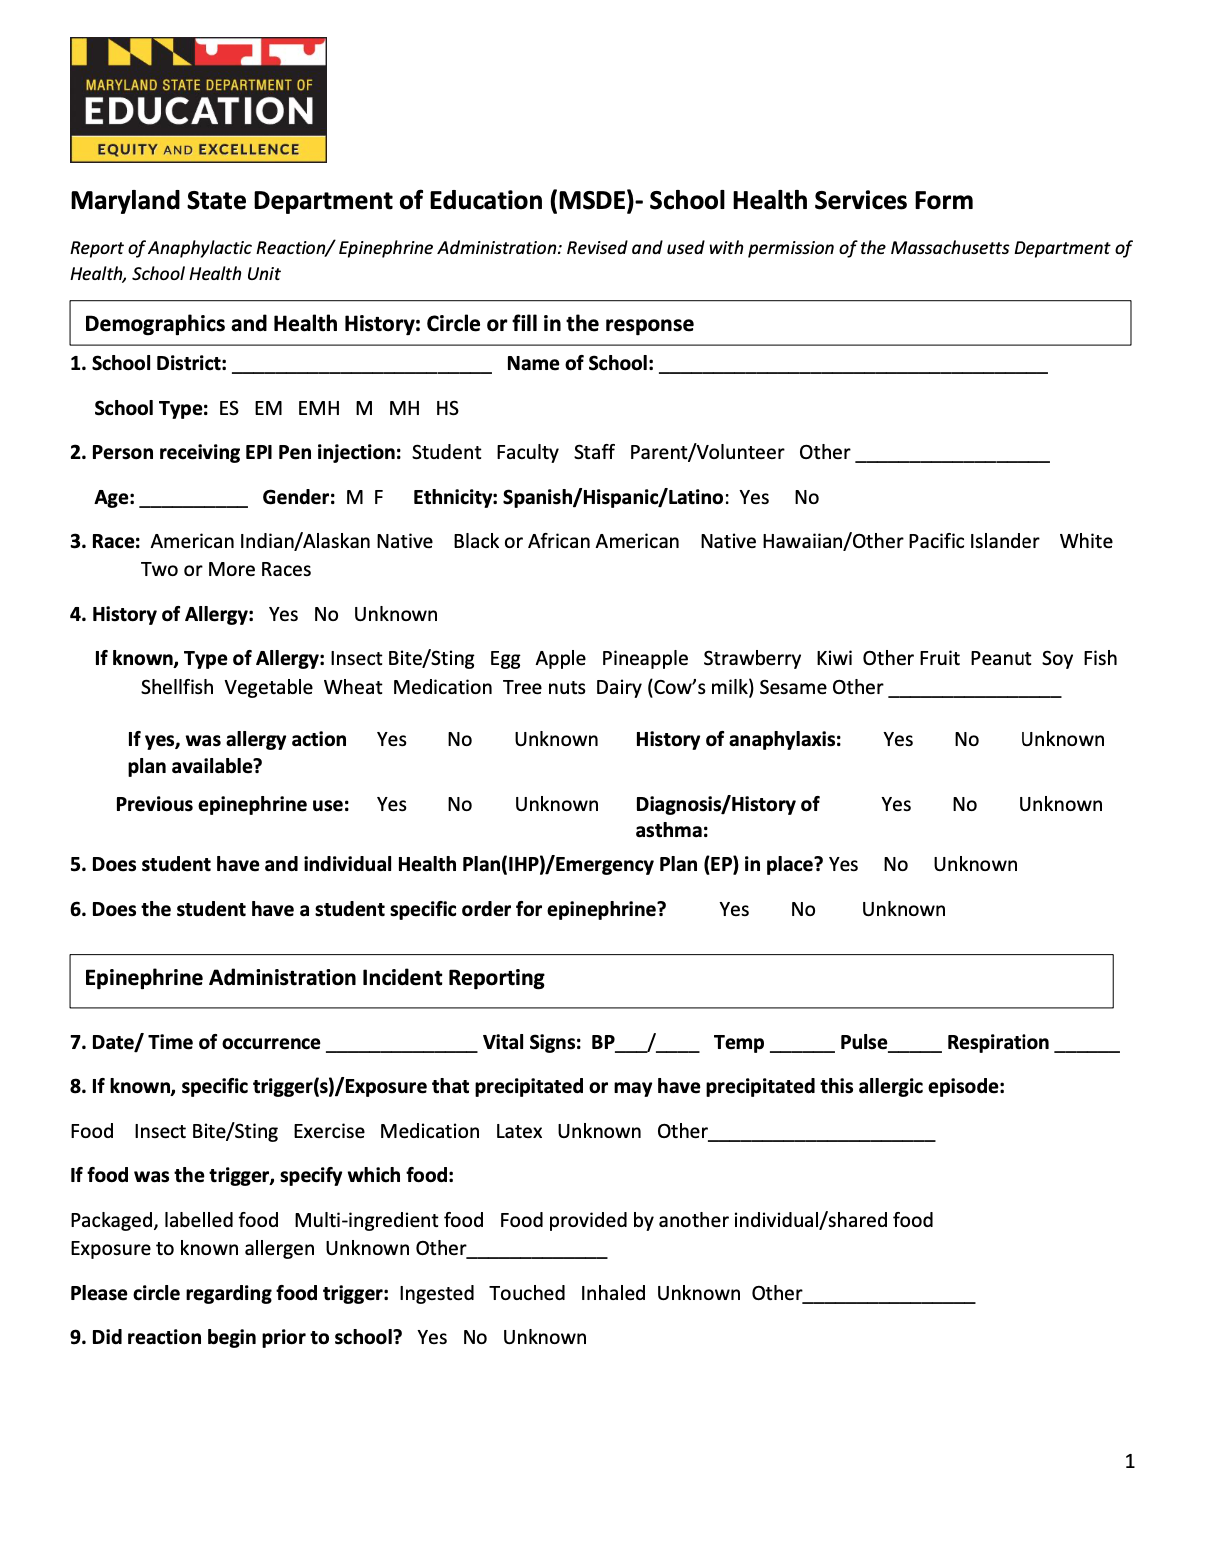 MARYLAND STATE DEPARTMENT OF
EDUCATION
EQUITY AND EXCELLENCE
Maryland State Department of Education (MSDE)- School Health Services Form
Report of Anaphylactic Reaction/ Epinephrine Administration: Revised and used with permission of the Massachusetts Department of
Health, School Health Unit
Demographics and Health History: Circle or fill in the response
1. School District: ________________________ Name of School: ____________________________________
School Type: ES EM EMH M MH HS
2. Person receiving EPI Pen injection: Student Faculty Staff Parent/Volunteer Other __________________
Age: __________ Gender: M F Ethnicity: Spanish/Hispanic/Latino: Yes No
3. Race: American Indian/Alaskan Native Black or African American Native Hawaiian/Other Pacific Islander White
Two or More Races
4. History of Allergy: Yes No Unknown
If known, Type of Allergy: Insect Bite/Sting Egg Apple Pineapple Strawberry Kiwi Other Fruit Peanut Soy Fish
Shellfish Vegetable Wheat Medication Tree nuts Dairy (Cow’s milk) Sesame Other ________________
If yes, was allergy action Yes No Unknown History of anaphylaxis: Yes No Unknown
plan available?
Previous epinephrine use: Yes No Unknown Diagnosis/History of Yes No Unknown
asthma:
5. Does student have and individual Health Plan(IHP)/Emergency Plan (EP) in place? Yes No Unknown
6. Does the student have a student specific order for epinephrine? Yes No Unknown
Epinephrine Administration Incident Reporting
7. Date/ Time of occurrence ______________ Vital Signs: BP___/____ Temp ______ Pulse_____ Respiration ______
8. If known, specific trigger(s)/Exposure that precipitated or may have precipitated this allergic episode:
Food Insect Bite/Sting Exercise Medication Latex Unknown Other_____________________
If food was the trigger, specify which food:
Packaged, labelled food Multi-ingredient food Food provided by another individual/shared food
Exposure to known allergen Unknown Other_____________
Please circle regarding food trigger: Ingested Touched Inhaled Unknown Other________________
9. Did reaction begin prior to school? Yes No Unknown
1